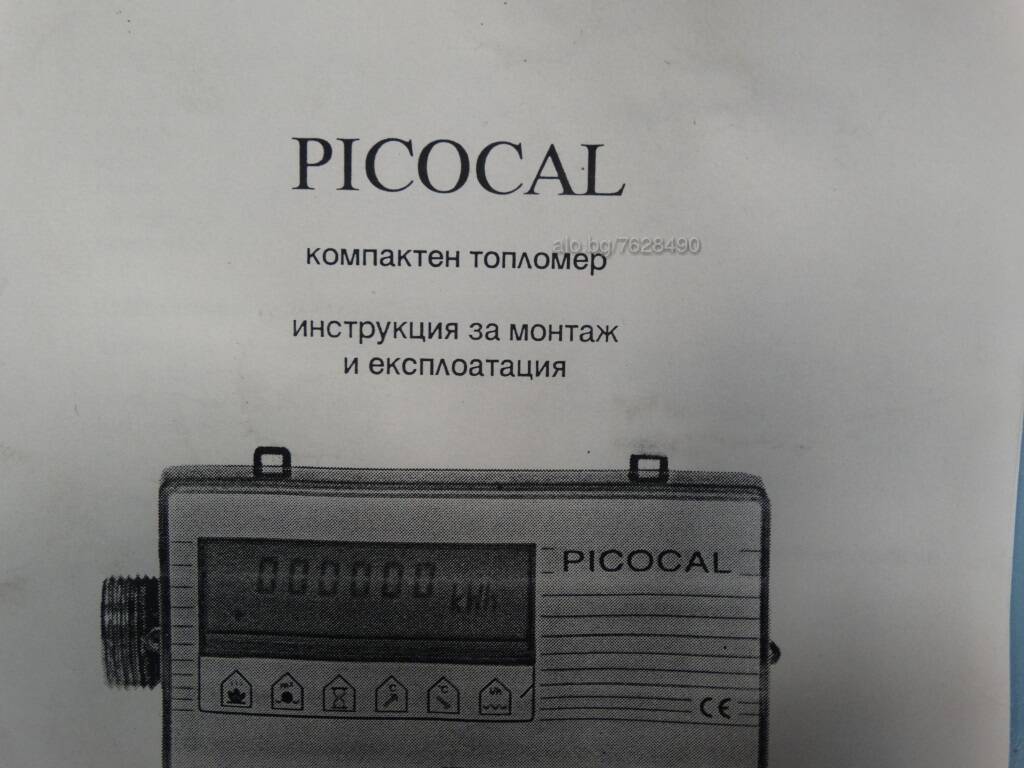 PICOCAL
alo.bg/7628490
компактен топломер
инструкция за монтаж
и експлоатация
000000 kWh
PICOCAL
CE